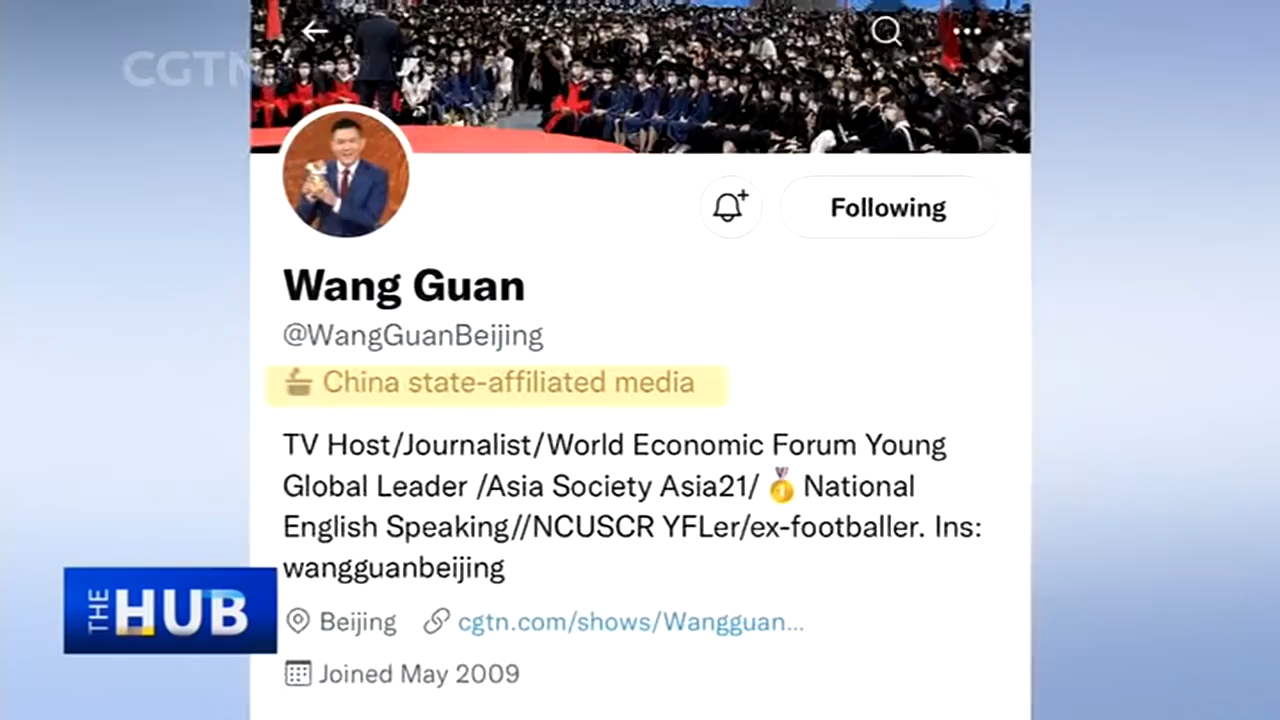 CGTN
Following
Wang Guan
@WangGuanBeijing
China state-affiliated media
TV Host/Journalist/World Economic Forum Young
Global Leader /Asia Society Asia21/ 🥇 National
English Speaking//NCUSCR YFLer/ex-footballer. Ins:
wangguanbeijing
THE HUB
Beijing cgtn.com/shows/Wangguan...
Joined May 2009